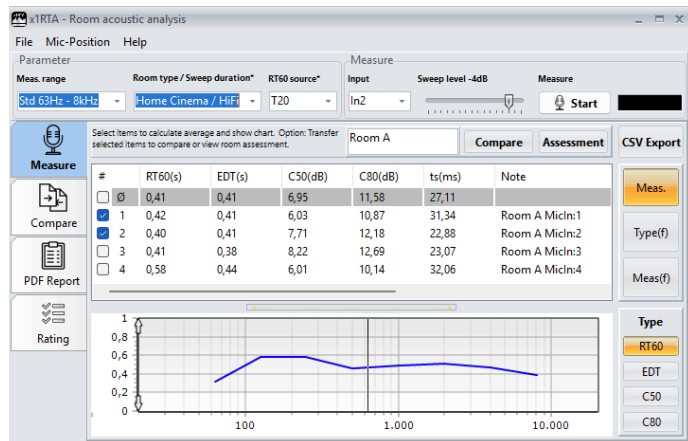 x1RTA - Room acoustic analysis
File Mic-Position Help
Parameter
Measure
Meas. range
Room type / Sweep duration*
RT60 source*
Input
Sweep level -4dB
Measure
Std 63Hz - 8kHz
Home Cinema / HiFi
T20
In2
Start
Measure
Compare
PDF Report
Rating
Select items to calculate average and show chart. Option: Transfer
selected items to compare or view room assessment.
Room A
Compare
Assessment
CSV Export
# RT60(s) EDT(s) C50(dB) C80(dB) ts(ms) Note
Ø 0,41 0,41 6,95 11,58 27,11
1 0,42 0,41 6,03 10,87 31,34 Room A MicIn:1
2 0,40 0,41 7,71 12,18 22,88 Room A MicIn:2
3 0,41 0,38 8,22 12,69 23,07 Room A MicIn:3
4 0,58 0,44 6,01 10,14 32,06 Room A MicIn:4
Meas.
Type(f)
Meas(f)
1
0,8
0,6
0,4
0,2
0
100 1.000 10.000
Type
RT60
EDT
C50
C80